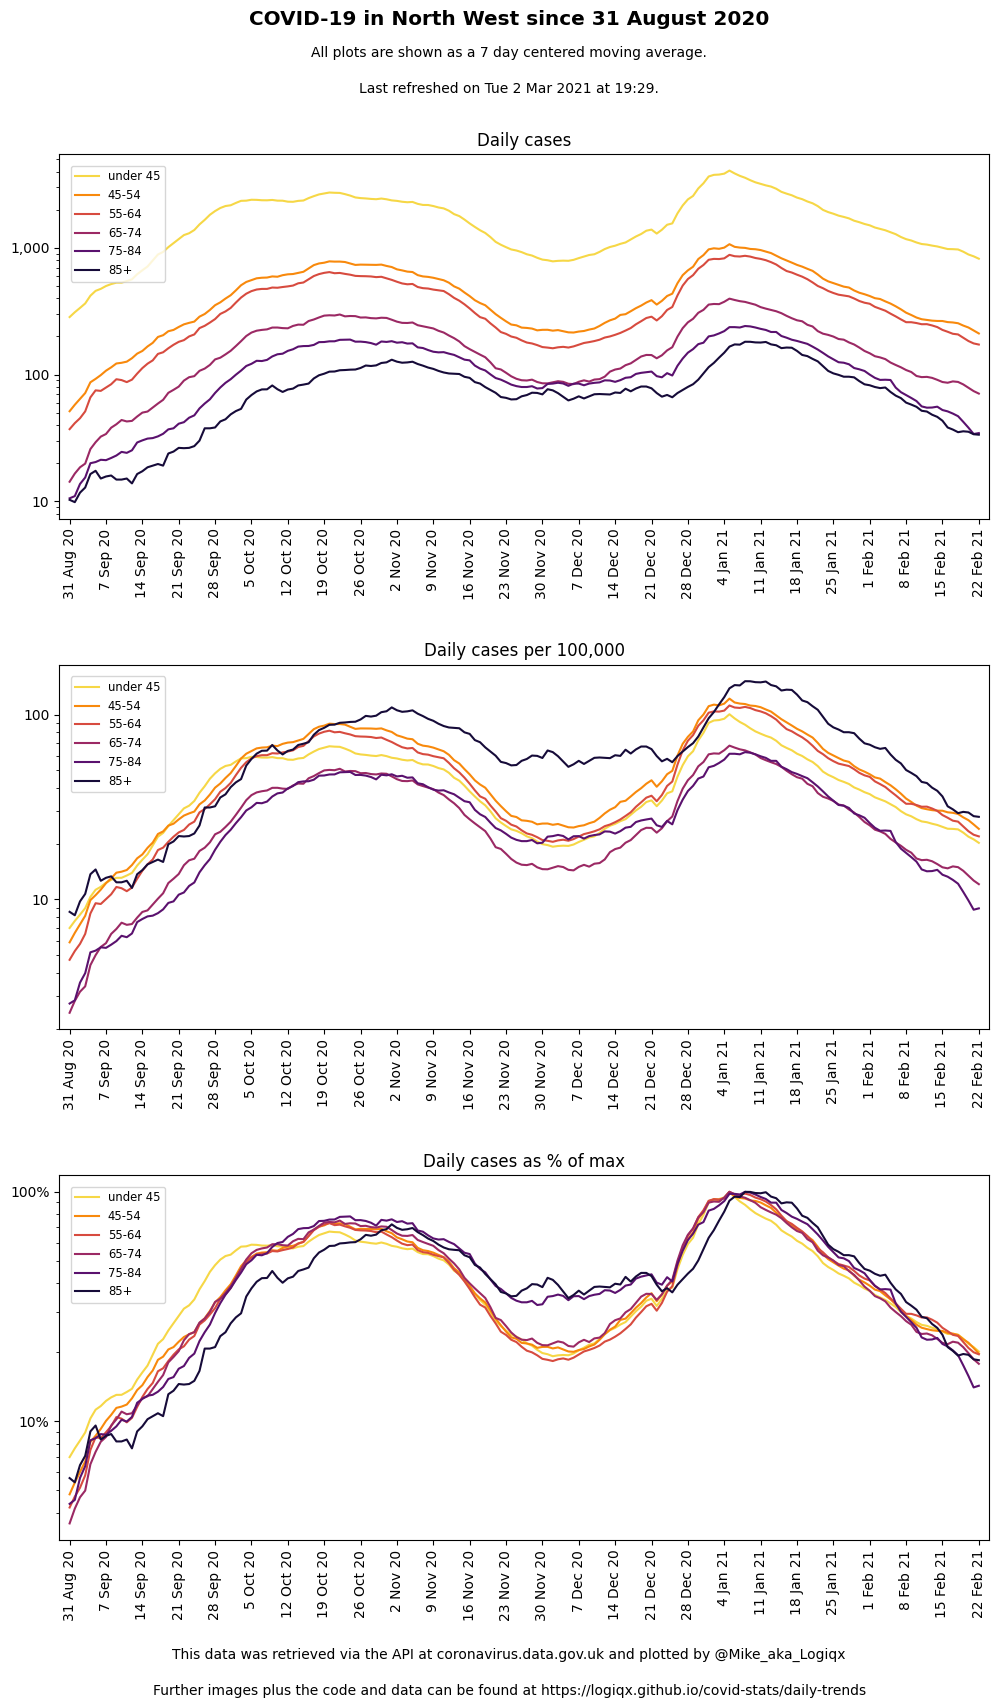 COVID-19 in North West since 31 August 2020
All plots are shown as a 7 day centered moving average.
Last refreshed on Tue 2 Mar 2021 at 19:29.
Daily cases
under 45
45-54
55-64
65-74
75-84
85+
1,000
100
10
31 Aug 20
7 Sep 20
14 Sep 20
21 Sep 20
28 Sep 20
5 Oct 20
12 Oct 20
19 Oct 20
26 Oct 20
2 Nov 20
9 Nov 20
16 Nov 20
23 Nov 20
30 Nov 20
7 Dec 20
14 Dec 20
21 Dec 20
28 Dec 20
4 Jan 21
11 Jan 21
18 Jan 21
25 Jan 21
1 Feb 21
8 Feb 21
15 Feb 21
22 Feb 21
Daily cases per 100,000
under 45
45-54
55-64
65-74
75-84
85+
100
10
31 Aug 20
7 Sep 20
14 Sep 20
21 Sep 20
28 Sep 20
5 Oct 20
12 Oct 20
19 Oct 20
26 Oct 20
2 Nov 20
9 Nov 20
16 Nov 20
23 Nov 20
30 Nov 20
7 Dec 20
14 Dec 20
21 Dec 20
28 Dec 20
4 Jan 21
11 Jan 21
18 Jan 21
25 Jan 21
1 Feb 21
8 Feb 21
15 Feb 21
22 Feb 21
Daily cases as % of max
under 45
45-54
55-64
65-74
75-84
85+
100%
10%
31 Aug 20
7 Sep 20
14 Sep 20
21 Sep 20
28 Sep 20
5 Oct 20
12 Oct 20
19 Oct 20
26 Oct 20
2 Nov 20
9 Nov 20
16 Nov 20
23 Nov 20
30 Nov 20
7 Dec 20
14 Dec 20
21 Dec 20
28 Dec 20
4 Jan 21
11 Jan 21
18 Jan 21
25 Jan 21
1 Feb 21
8 Feb 21
15 Feb 21
22 Feb 21
This data was retrieved via the API at coronavirus.data.gov.uk and plotted by @Mike_aka_Logiqx
Further images plus the code and data can be found at https://logiqx.github.io/covid-stats/daily-trends